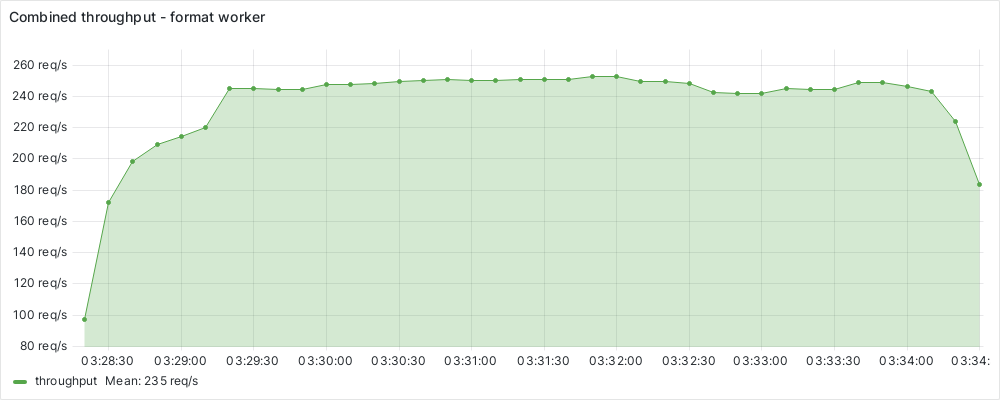 Combined throughput - format worker
260 req/s
240 req/s
220 req/s
200 req/s
180 req/s
160 req/s
140 req/s
120 req/s
100 req/s
80 req/s
03:28:30 03:29:00 03:29:30 03:30:00 03:30:30 03:31:00 03:31:30 03:32:00 03:32:30 03:33:00 03:33:30 03:34:00 03:34:
throughput Mean: 235 req/s